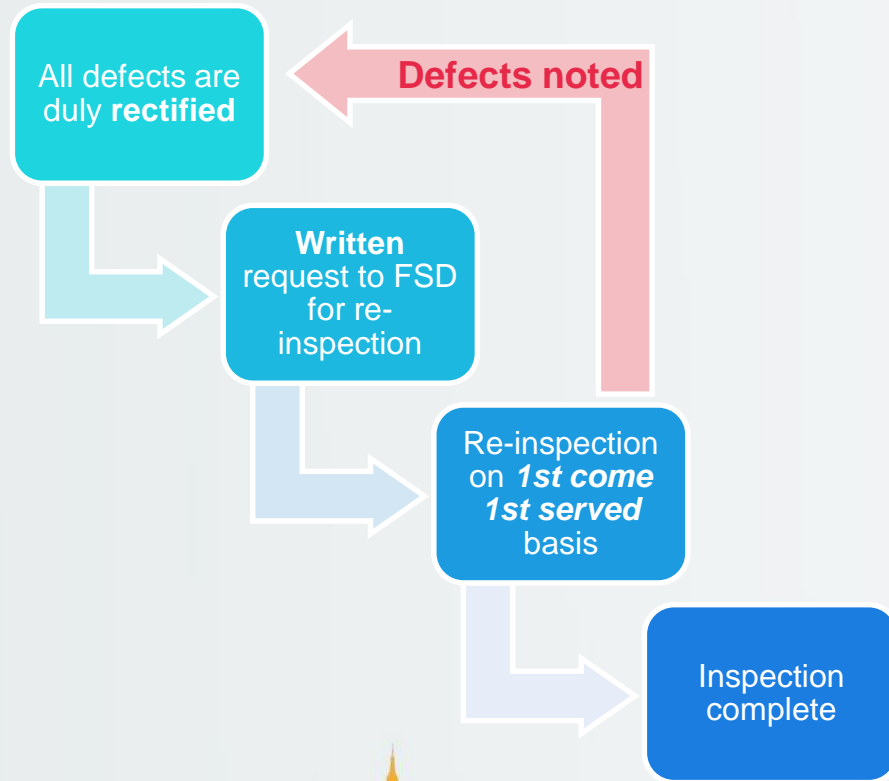 All defects are
duly rectified
Defects noted
Written
request to FSD
for re-
inspection
Re-inspection
on 1st come
1st served
basis
Inspection
complete